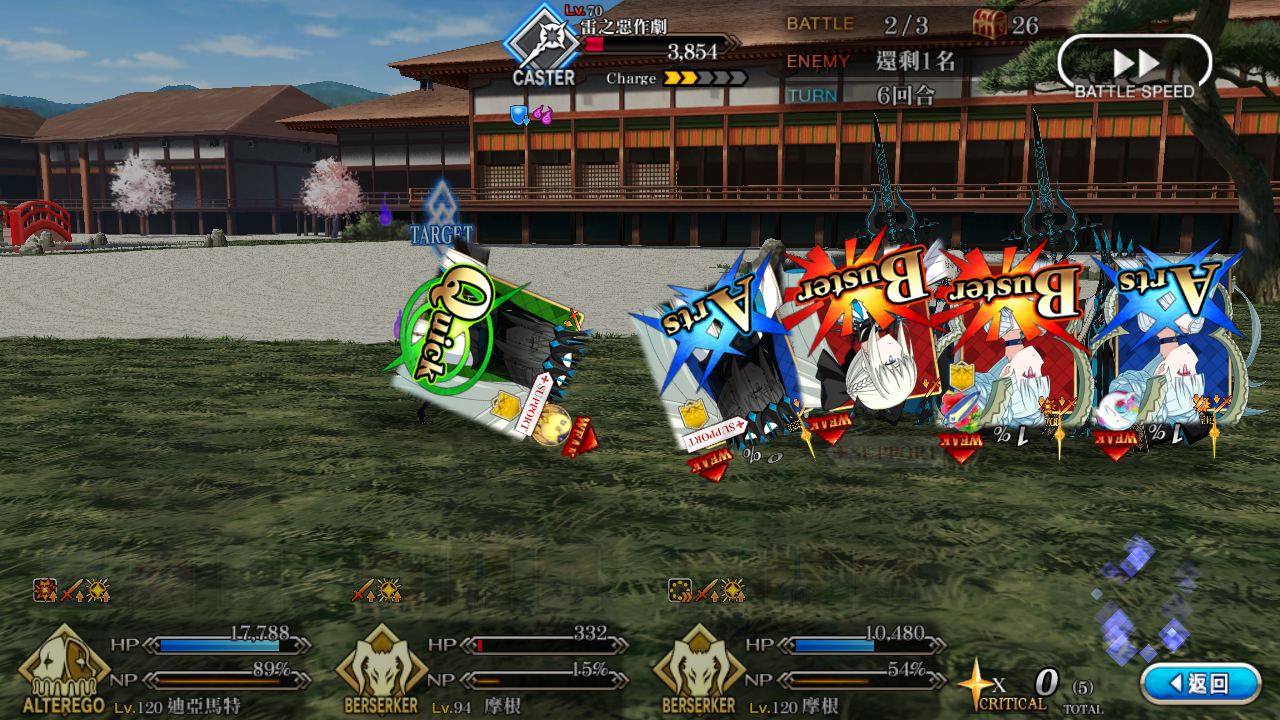 Lv. 70
雷之惡作劇
3,854
CASTER
Charge
BATTLE 2/3
26
ENEMY 還剩1名
TURN 6回合
BATTLE SPEED
TARGET
Quick
+SUPPORT
WEAK
Arts
+SUPPORT
WEAK
0 %
Buster
WEAK
Buster
WEAK
1 %
Arts
WEAK
1 %
+SUPPORT
HP 17,788
NP 89%
ALTEREGO
Lv.120 迪亞馬特
HP 332
NP 15%
BERSERKER
Lv.94 摩根
HP 10,480
NP 54%
BERSERKER
Lv.120 摩根
X 0 (5)
CRITICAL TOTAL
返回